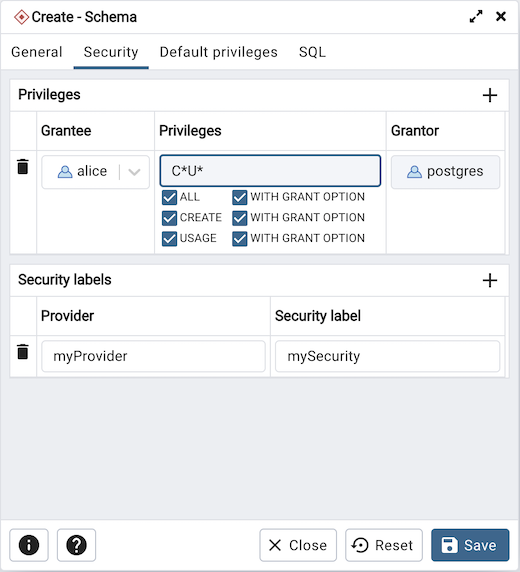 Create - Schema
General Security Default privileges SQL
Privileges
Grantee Privileges Grantor
alice C*U* postgres
ALL WITH GRANT OPTION
CREATE WITH GRANT OPTION
USAGE WITH GRANT OPTION
Security labels
Provider Security label
myProvider mySecurity
Close Reset Save